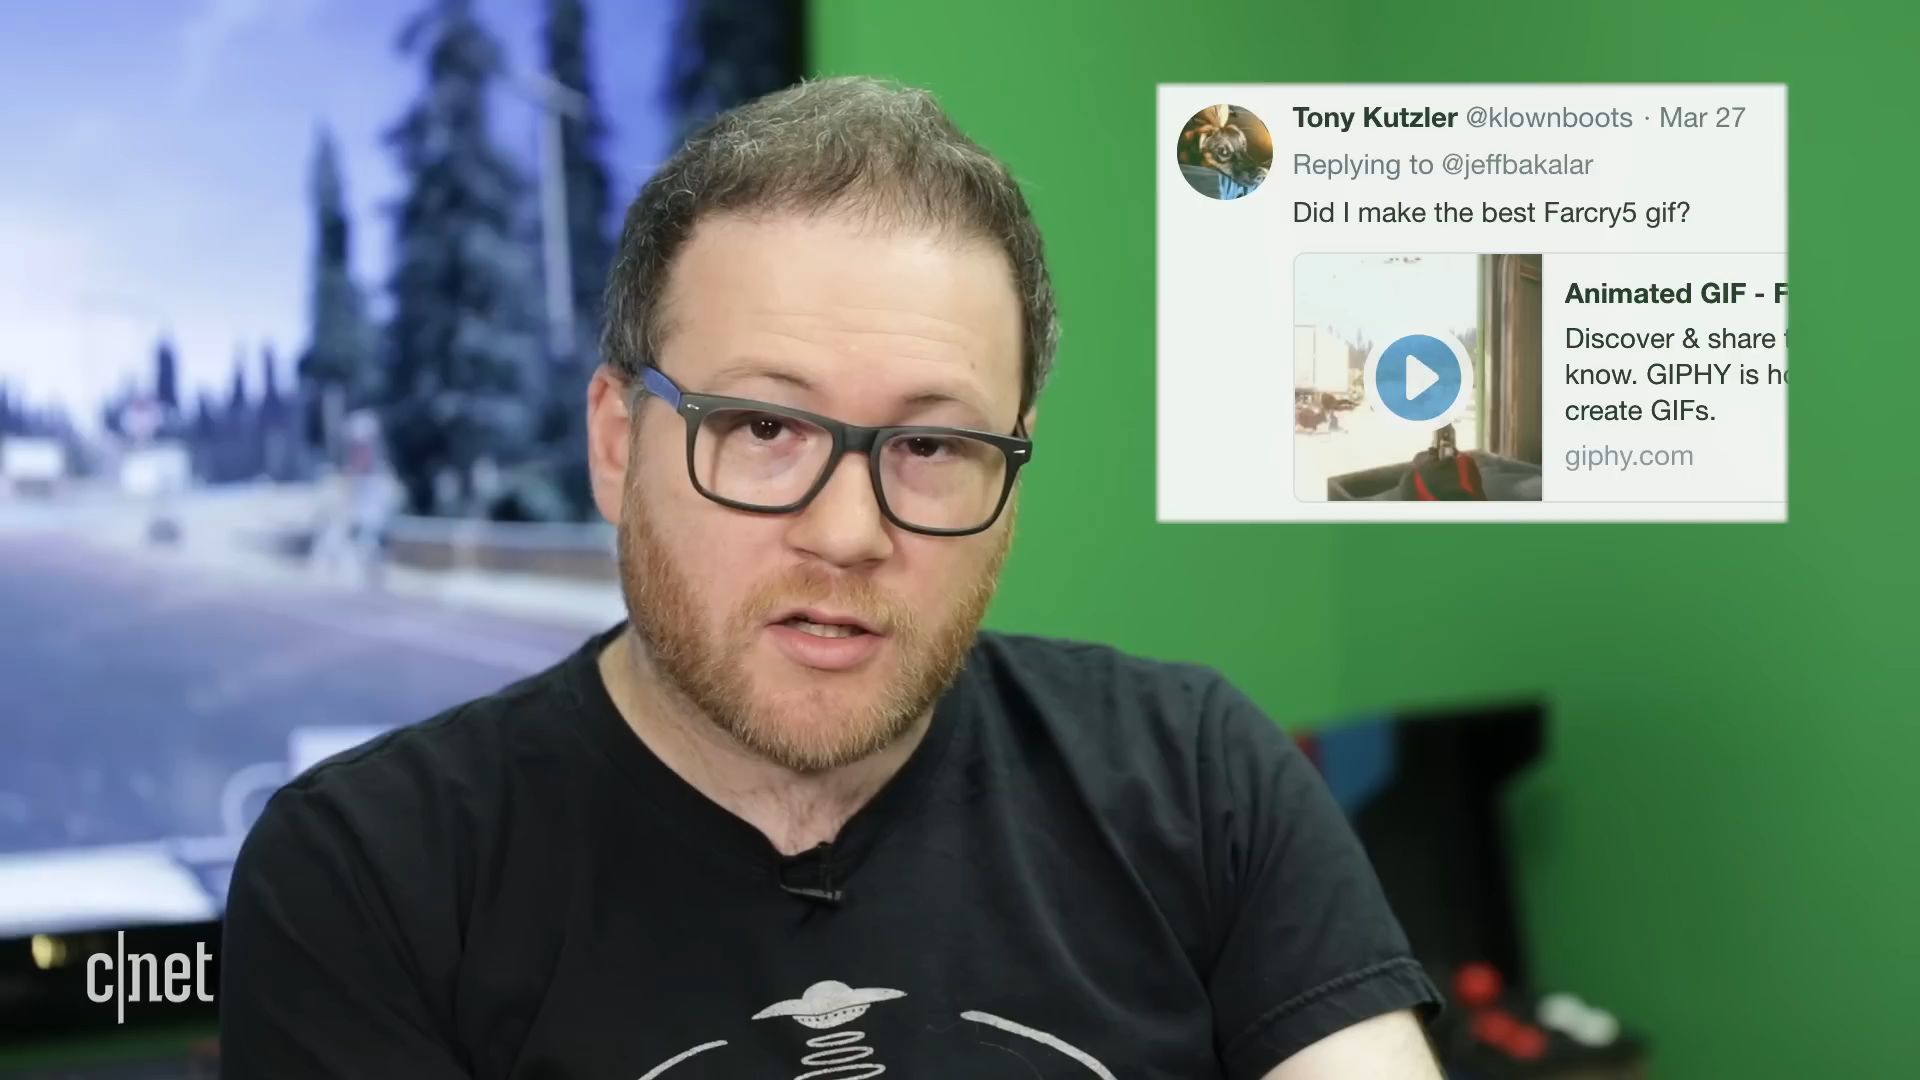 Tony Kutzler @klownboots · Mar 27
Replying to @jeffbakalar
Did I make the best Farcry5 gif?
Animated GIF - F
Discover & share
know. GIPHY is
create GIFs.
giphy.com
c|net